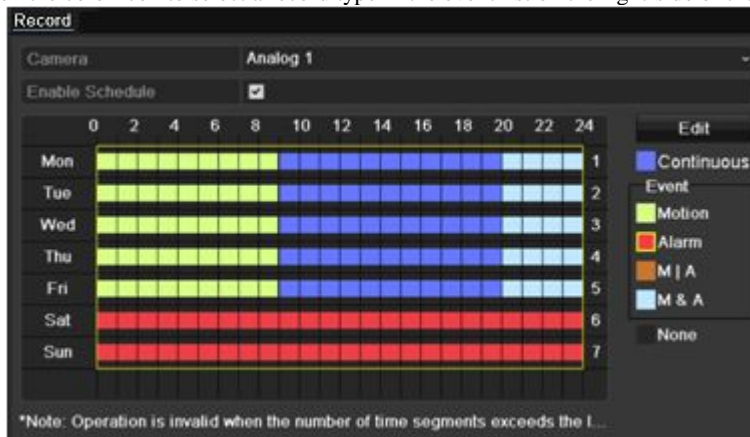 Record
Camera Analog 1
Enable Schedule
0 2 4 6 8 10 12 14 16 18 20 22 24
Edit
Mon 1
Continuous
Event
Tue 2
Motion
Wed 3
Alarm
Thu 4
M | A
Fri 5
M & A
Sat 6
None
Sun 7
*Note: Operation is invalid when the number of time segments exceeds the l...